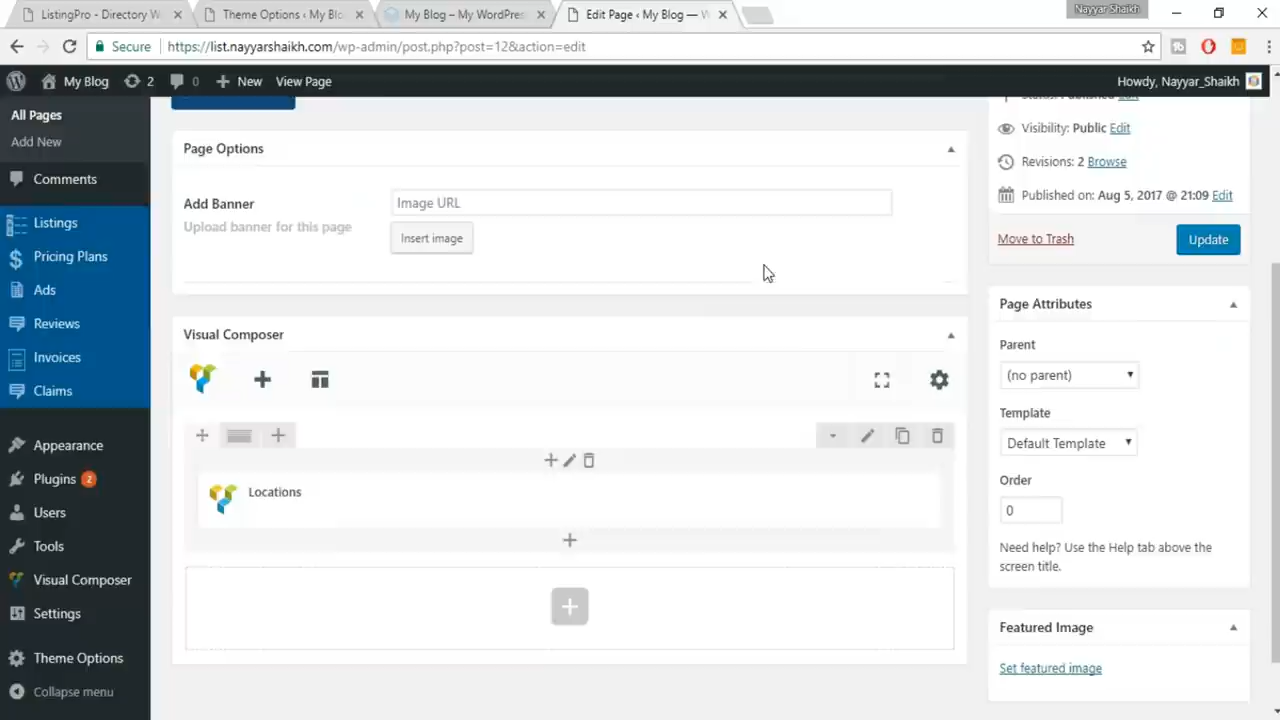 ListingPro - Directory W
Theme Options ‹ My Blo
My Blog – My WordPres
Edit Page ‹ My Blog — W
Nayyar Shaikh
Secure
https://list.nayyarshaikh.com/wp-admin/post.php?post=12&action=edit
My Blog
2
0
New
View Page
Howdy, Nayyar_Shaikh
All Pages
Add New
Comments
Listings
Pricing Plans
Ads
Reviews
Invoices
Claims
Appearance
Plugins 2
Users
Tools
Visual Composer
Settings
Theme Options
Collapse menu
Page Options
Add Banner
Upload banner for this page
Image URL
Insert image
Visual Composer
Locations
Status: Published Edit
Visibility: Public Edit
Revisions: 2 Browse
Published on: Aug 5, 2017 @ 21:09 Edit
Move to Trash
Update
Page Attributes
Parent
(no parent)
Template
Default Template
Order
0
Need help? Use the Help tab above the
screen title.
Featured Image
Set featured image